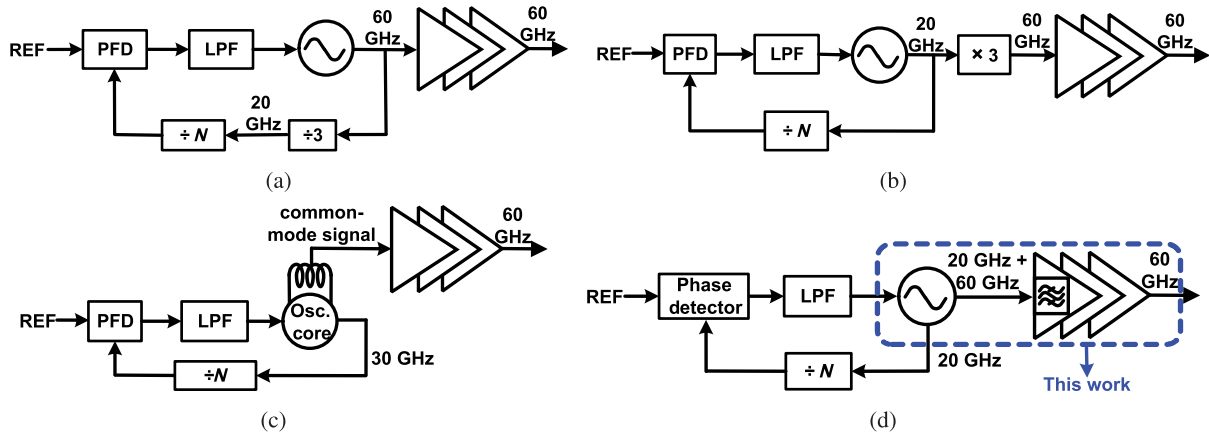 REF
PFD
LPF
60
GHz
60
GHz
20
GHz
÷ N
÷3
(a)
REF
PFD
LPF
20
GHz
× 3
60
GHz
60
GHz
÷ N
(b)
common-
mode signal
60
GHz
REF
PFD
LPF
Osc.
core
30 GHz
÷N
(c)
REF
Phase
detector
LPF
20 GHz +
60 GHz
60
GHz
÷ N
20 GHz
This work
(d)